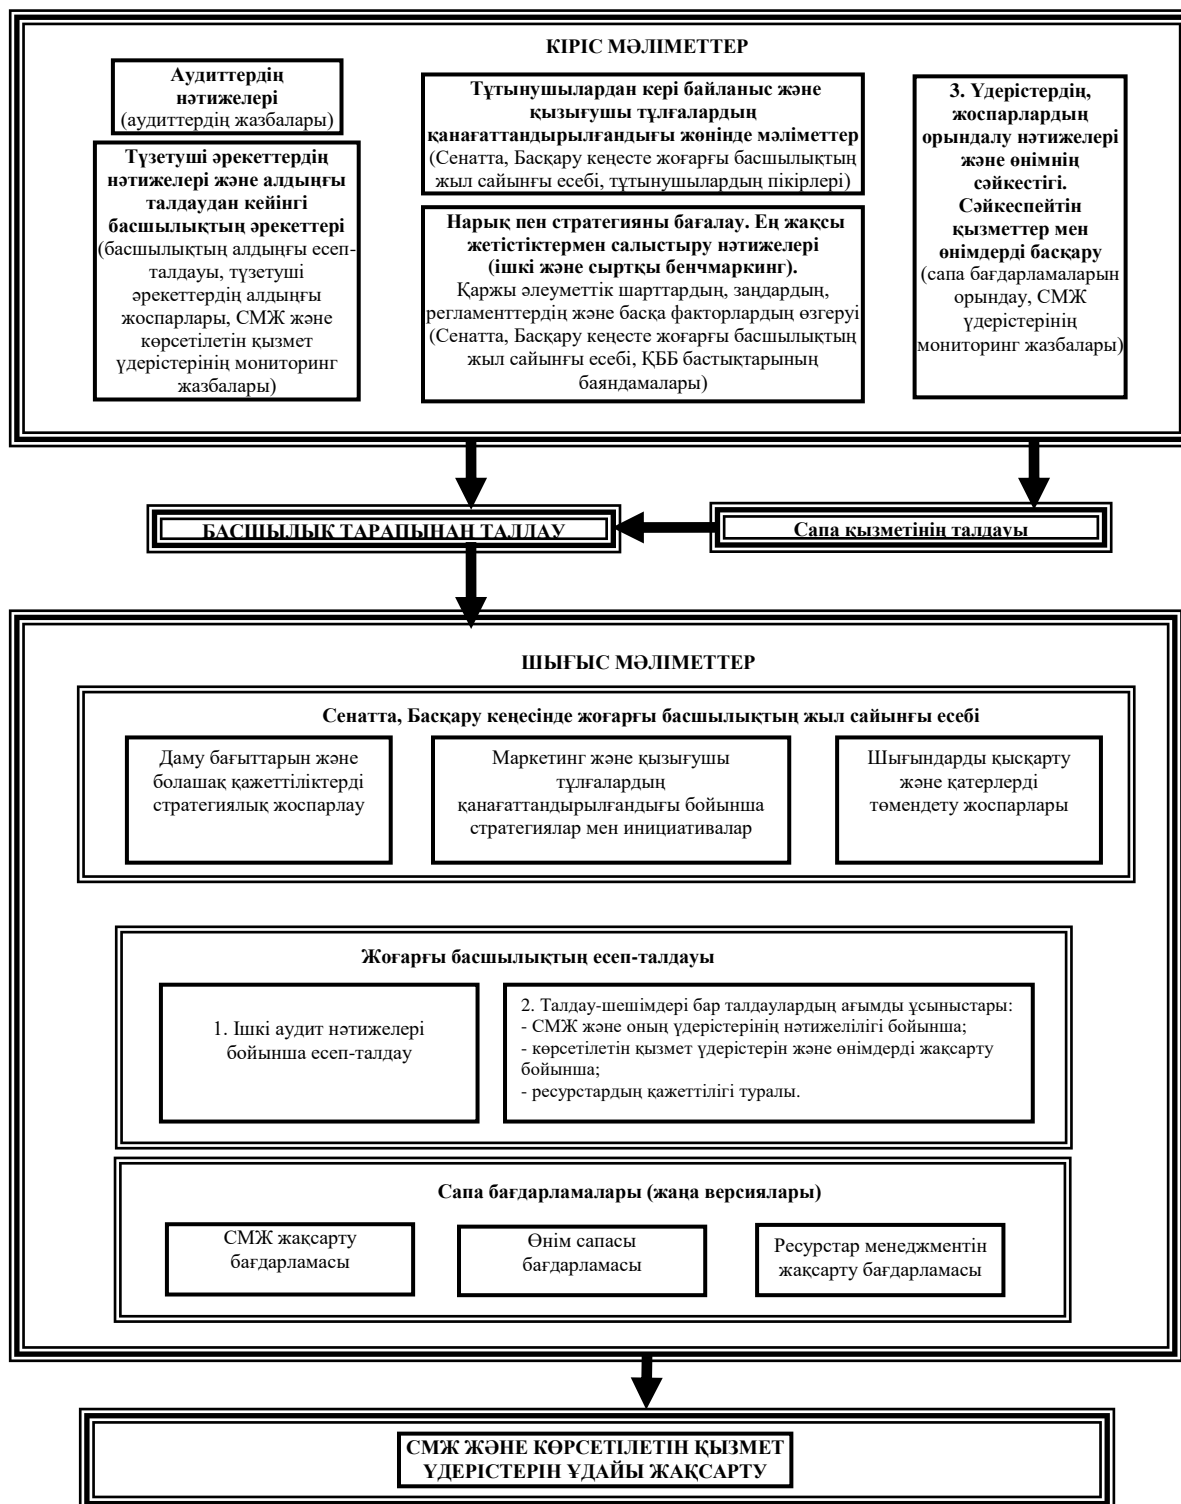 КІРІС МӘЛІМЕТТЕР
Аудиттердің
нәтижелері
(аудиттердің жазбалары)
Түзетуші әрекеттердің
нәтижелері және алдыңғы
талдаудан кейінгі
басшылықтың әрекеттері
(басшылықтың алдыңғы есеп-
талдауы, түзетуші
әрекеттердің алдыңғы
жоспарлары, СМЖ және
көрсетілетін қызмет
үдерістерінің мониторинг
жазбалары)
Тұтынушылардан кері байланыс және
қызығушы тұлғалардың
қанағаттандырылғандығы жөнінде мәліметтер
(Сенатта, Басқару кеңесте жоғарғы басшылықтың
жыл сайынғы есебі, тұтынушылардың пікірлері)
Нарық пен стратегияны бағалау. Ең жақсы
жетістіктермен салыстыру нәтижелері
(ішкі және сыртқы бенчмаркинг).
Қаржы әлеуметтік шарттардың, заңдардың,
регламенттердің және басқа факторлардың өзгеруі
(Сенатта, Басқару кеңесте жоғарғы басшылықтың
жыл сайынғы есебі, ҚББ бастықтарының
баяндамалары)
3. Үдерістердің,
жоспарлардың
орындалу нәтижелері
және өнімнің
сәйкестігі.
Сәйкеспейтін
қызметтер мен
өнімдерді басқару
(сапа бағдарламаларын
орындау, СМЖ
үдерістерінің
мониторинг жазбалары)
БАСШЫЛЫҚ ТАРАПЫНАН ТАЛДАУ
Сапа қызметінің талдауы
ШЫҒЫС МӘЛІМЕТТЕР
Сенатта, Басқару кеңесінде жоғарғы басшылықтың жыл сайынғы есебі
Даму бағыттарын және
болашақ қажеттіліктерді
стратегиялық жоспарлау
Маркетинг және қызығушы
тұлғалардың
қанағаттандырылғандығы бойынша
стратегиялар мен инициативалар
Шығындарды қысқарту
және қатерлерді
төмендету жоспарлары
Жоғарғы басшылықтың есеп-талдауы
1. Ішкі аудит нәтижелері
бойынша есеп-талдау
2. Талдау-шешімдері бар талдаулардың ағымды ұсыныстары:
- СМЖ және оның үдерістерінің нәтижелілігі бойынша;
- көрсетілетін қызмет үдерістерін және өнімдерді жақсарту
бойынша;
- ресурстардың қажеттілігі туралы.
Сапа бағдарламалары (жаңа версиялары)
СМЖ жақсарту
бағдарламасы
Өнім сапасы
бағдарламасы
Ресурстар менеджментін
жақсарту бағдарламасы
СМЖ ЖӘНЕ КӨРСЕТІЛЕТІН ҚЫЗМЕТ
ҮДЕРІСТЕРІН ҰДАЙЫ ЖАҚСАРТУ